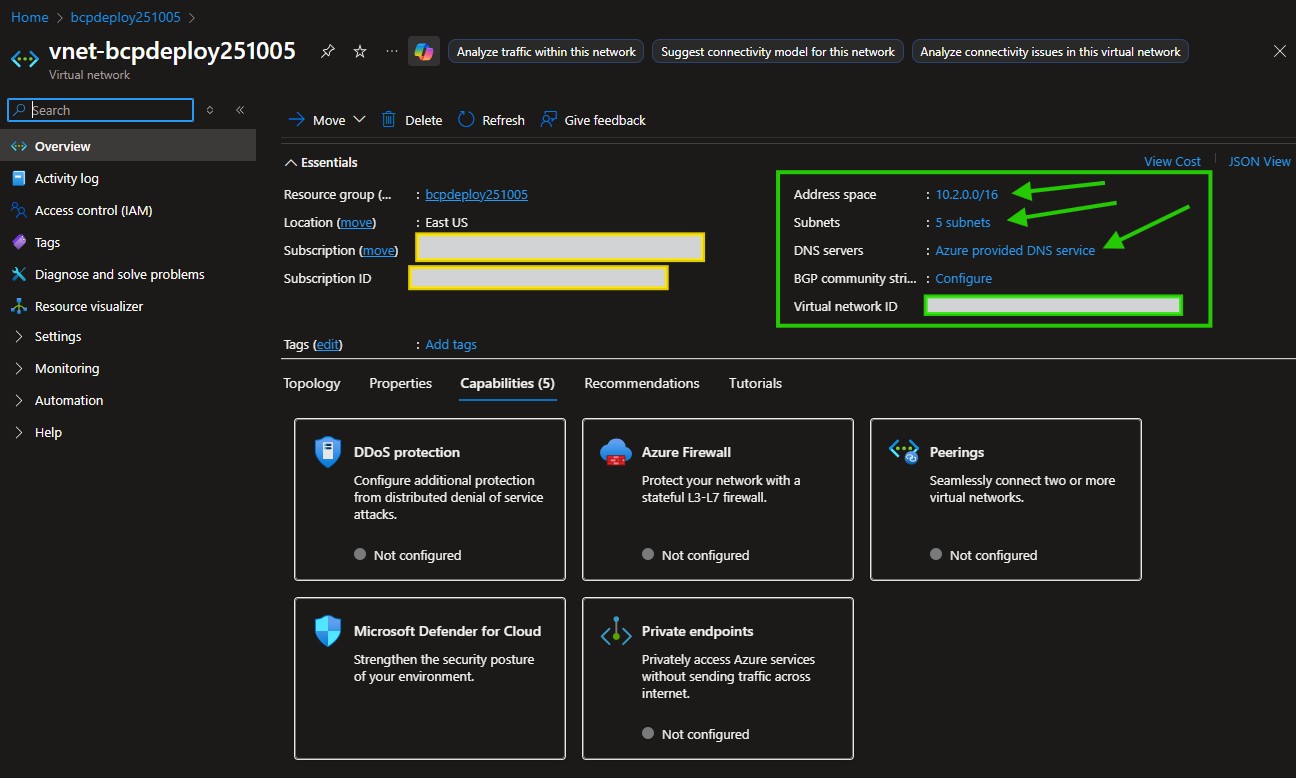 Home > bcpdeploy251005 >
vnet-bcpdeploy251005
Virtual network
Analyze traffic within this network
Suggest connectivity model for this network
Analyze connectivity issues in this virtual network
Search
Overview
Activity log
Access control (IAM)
Tags
Diagnose and solve problems
Resource visualizer
Settings
Monitoring
Automation
Help
Move
Delete
Refresh
Give feedback
Essentials
View Cost
JSON View
Resource group (... : bcpdeploy251005
Location (move) : East US
Subscription (move)
Subscription ID
Address space : 10.2.0.0/16
Subnets : 5 subnets
DNS servers : Azure provided DNS service
BGP community stri... : Configure
Virtual network ID
Tags (edit) : Add tags
Topology
Properties
Capabilities (5)
Recommendations
Tutorials
DDoS protection
Configure additional protection
from distributed denial of service
attacks.
Not configured
Azure Firewall
Protect your network with a
stateful L3-L7 firewall.
Not configured
Peerings
Seamlessly connect two or more
virtual networks.
Not configured
Microsoft Defender for Cloud
Strengthen the security posture
of your environment.
Private endpoints
Privately access Azure services
without sending traffic across
internet.
Not configured